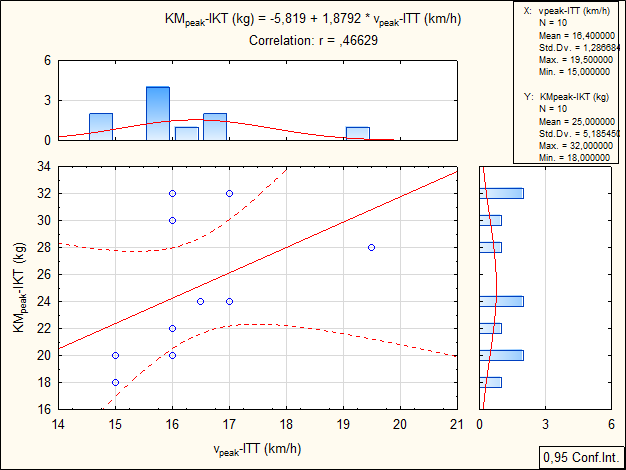 KMpeak-IKT (kg) = -5,819 + 1,8792 * vpeak-ITT (km/h)
Correlation: r = ,46629
X: vpeak-ITT (km/h)
N = 10
Mean = 16,400000
Std.Dv. = 1,286684
Max. = 19,500000
Min. = 15,000000
Y: KMpeak-IKT (kg)
N = 10
Mean = 25,000000
Std.Dv. = 5,185450
Max. = 32,000000
Min. = 18,000000
6
3
0
34
32
30
28
26
24
22
20
18
16
KMpeak-IKT (kg)
14 15 16 17 18 19 20 21
0 3 6
vpeak-ITT (km/h)
0,95 Conf.Int.